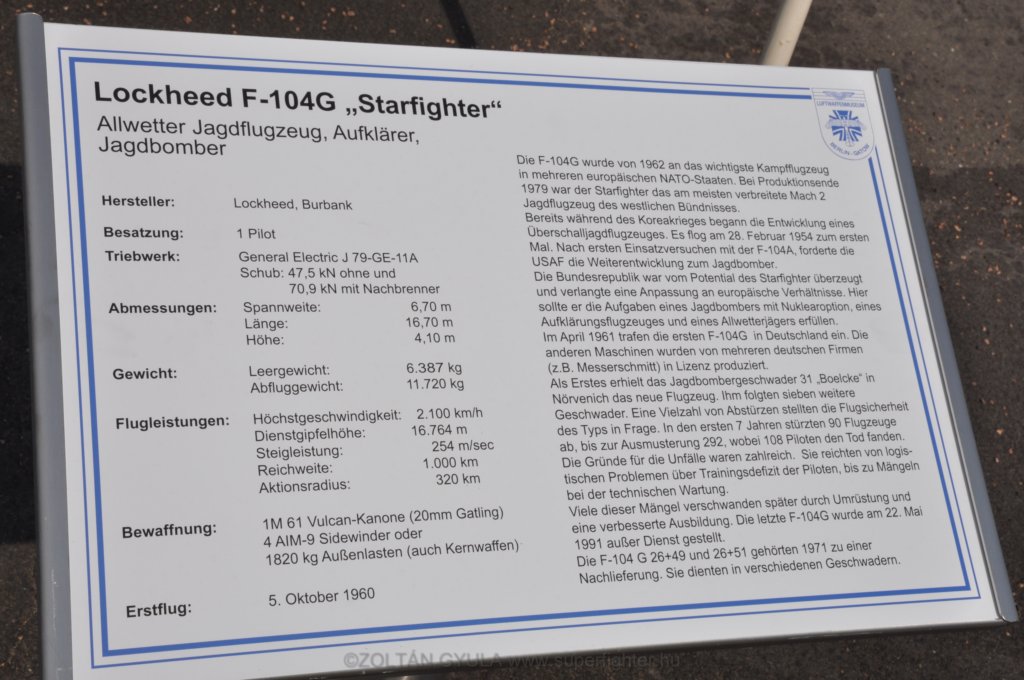 Lockheed F-104G „Starfighter“
Allwetter Jagdflugzeug, Aufklärer,
Jagdbomber
LUFTWAFFENMUSEUM
BERLIN - GATOW
Hersteller: Lockheed, Burbank
Besatzung: 1 Pilot
Triebwerk: General Electric J 79-GE-11A
Schub: 47,5 kN ohne und
70,9 kN mit Nachbrenner
Abmessungen: Spannweite: 6,70 m
Länge: 16,70 m
Höhe: 4,10 m
Gewicht: Leergewicht: 6.387 kg
Abfluggewicht: 11.720 kg
Flugleistungen: Höchstgeschwindigkeit: 2.100 km/h
Dienstgipfelhöhe: 16.764 m
Steigleistung: 254 m/sec
Reichweite: 1.000 km
Aktionsradius: 320 km
Bewaffnung: 1M 61 Vulcan-Kanone (20mm Gatling)
4 AIM-9 Sidewinder oder
1820 kg Außenlasten (auch Kernwaffen)
Erstflug: 5. Oktober 1960
Die F-104G wurde von 1962 an das wichtigste Kampfflugzeug
in mehreren europäischen NATO-Staaten. Bei Produktionsende
1979 war der Starfighter das am meisten verbreitete Mach 2
Jagdflugzeug des westlichen Bündnisses.
Bereits während des Koreakrieges begann die Entwicklung eines
Überschalljagdflugzeuges. Es flog am 28. Februar 1954 zum ersten
Mal. Nach ersten Einsatzversuchen mit der F-104A, forderte die
USAF die Weiterentwicklung zum Jagdbomber.
Die Bundesrepublik war vom Potential des Starfighter überzeugt
und verlangte eine Anpassung an europäische Verhältnisse. Hier
sollte er die Aufgaben eines Jagdbombers mit Nuklearoption, eines
Aufklärungsflugzeuges und eines Allwetterjägers erfüllen.
Im April 1961 trafen die ersten F-104G in Deutschland ein. Die
anderen Maschinen wurden von mehreren deutschen Firmen
(z.B. Messerschmitt) in Lizenz produziert.
Als Erstes erhielt das Jagdbombergeschwader 31 „Boelcke“ in
Nörvenich das neue Flugzeug. Ihm folgten sieben weitere
Geschwader. Eine Vielzahl von Abstürzen stellten die Flugsicherheit
des Typs in Frage. In den ersten 7 Jahren stürzten 90 Flugzeuge
ab, bis zur Ausmusterung 292, wobei 108 Piloten den Tod fanden.
Die Gründe für die Unfälle waren zahlreich. Sie reichten von logis-
tischen Problemen über Trainingsdefizit der Piloten, bis zu Mängeln
bei der technischen Wartung.
Viele dieser Mängel verschwanden später durch Umrüstung und
eine verbesserte Ausbildung. Die letzte F-104G wurde am 22. Mai
1991 außer Dienst gestellt.
Die F-104 G 26+49 und 26+51 gehörten 1971 zu einer
Nachlieferung. Sie dienten in verschiedenen Geschwadern.
©ZOLTÁN GYULA www.superfighter.hu